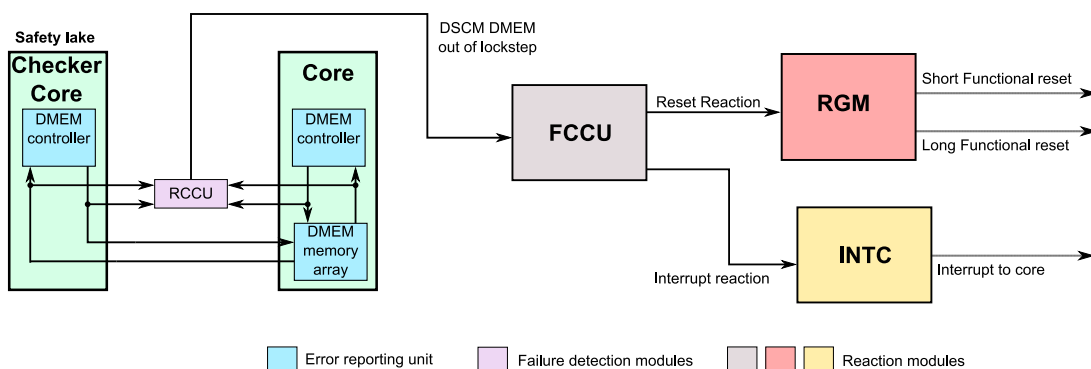 DSCM DMEM
out of lockstep
Safety lake
Checker
Core
DMEM
controller
Core
DMEM
controller
RCCU
DMEM
memory
array
FCCU
Reset Reaction
RGM
Short Functional reset
Long Functional reset
Interrupt reaction
INTC
Interrupt to core
Error reporting unit
Failure detection modules
Reaction modules